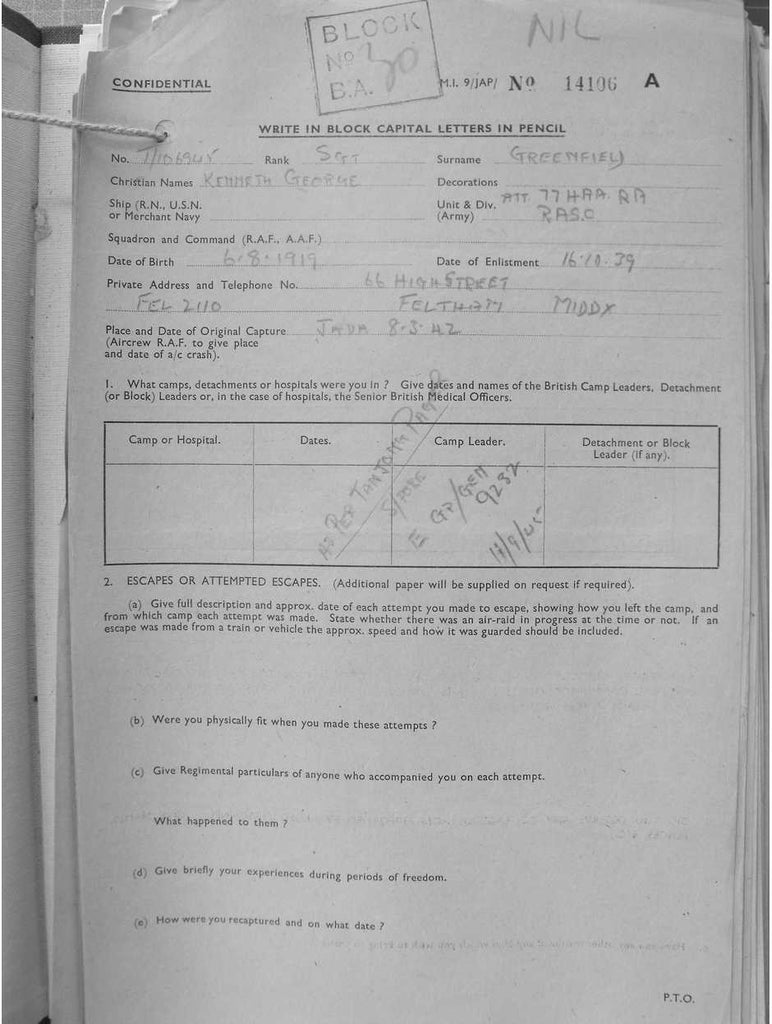 BLOCK
Nº 30
B.A.
NIL
CONFIDENTIAL
M.I. 9/JAP/ Nº 14106 A
WRITE IN BLOCK CAPITAL LETTERS IN PENCIL
No. Rank SGT Surname GREENFIELD
Christian Names KENNETH GEORGE Decorations
Ship (R.N., U.S.N. or Merchant Navy Unit & Div. (Army) ATT. 77 HAA. RA
RASC
Squadron and Command (R.A.F., A.A.F.)
Date of Birth 6.8.1919 Date of Enlistment 16.10.39
Private Address and Telephone No. 66 HIGH STREET
FEL 2110 FELTHAM MIDDX
Place and Date of Original Capture JAVA 8.3.42
(Aircrew R.A.F. to give place
and date of a/c crash).
1. What camps, detachments or hospitals were you in ? Give dates and names of the British Camp Leaders, Detachment
(or Block) Leaders or, in the case of hospitals, the Senior British Medical Officers.
Camp or Hospital. Dates. Camp Leader. Detachment or Block
Leader (if any).
AS PER TANJONG PAGAR
S/PORE
E GP/GEN
9232
17/9/45
2. ESCAPES OR ATTEMPTED ESCAPES. (Additional paper will be supplied on request if required).
(a) Give full description and approx. date of each attempt you made to escape, showing how you left the camp, and
from which camp each attempt was made. State whether there was an air-raid in progress at the time or not. If an
escape was made from a train or vehicle the approx. speed and how it was guarded should be included.
(b) Were you physically fit when you made these attempts ?
(c) Give Regimental particulars of anyone who accompanied you on each attempt.
What happened to them ?
(d) Give briefly your experiences during periods of freedom.
(e) How were you recaptured and on what date ?
P.T.O.